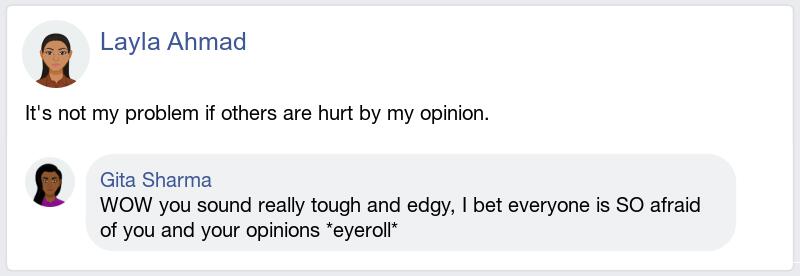 Layla Ahmad
It's not my problem if others are hurt by my opinion.
Gita Sharma
WOW you sound really tough and edgy, I bet everyone is SO afraid
of you and your opinions *eyeroll*